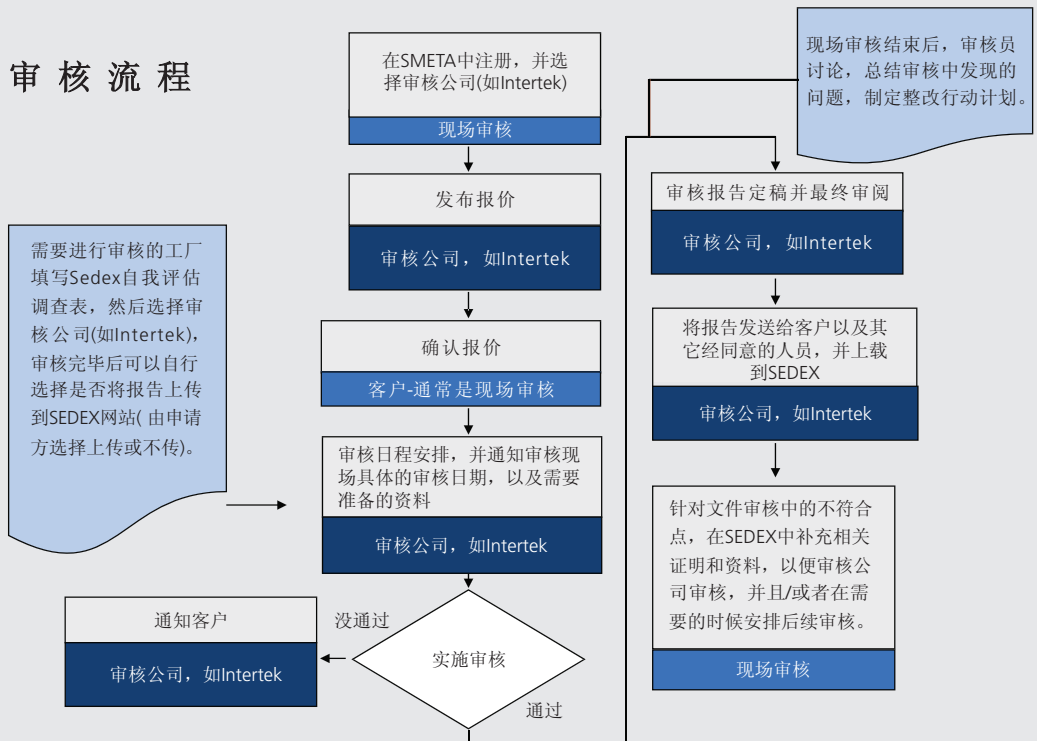 审核流程
在SMETA中注册，并选
择审核公司(如Intertek)
现场审核
发布报价
审核公司，如Intertek
确认报价
客户-通常是现场审核
需要进行审核的工厂
填写Sedex自我评估
调查表，然后选择审
核公司(如Intertek)，
审核完毕后可以自行
选择是否将报告上传
到SEDEX网站( 由申请
方选择上传或不传)。
审核日程安排，并通知审核现
场具体的审核日期，以及需要
准备的资料
审核公司，如Intertek
实施审核
没通过
通知客户
审核公司，如Intertek
通过
现场审核结束后，审核员
讨论，总结审核中发现的
问题，制定整改行动计划。
审核报告定稿并最终审阅
审核公司，如Intertek
将报告发送给客户以及其
它经同意的人员，并上载
到SEDEX
审核公司，如Intertek
针对文件审核中的不符合
点，在SEDEX中补充相关
证明和资料，以便审核公
司审核，并且/或者在需
要的时候安排后续审核。
现场审核